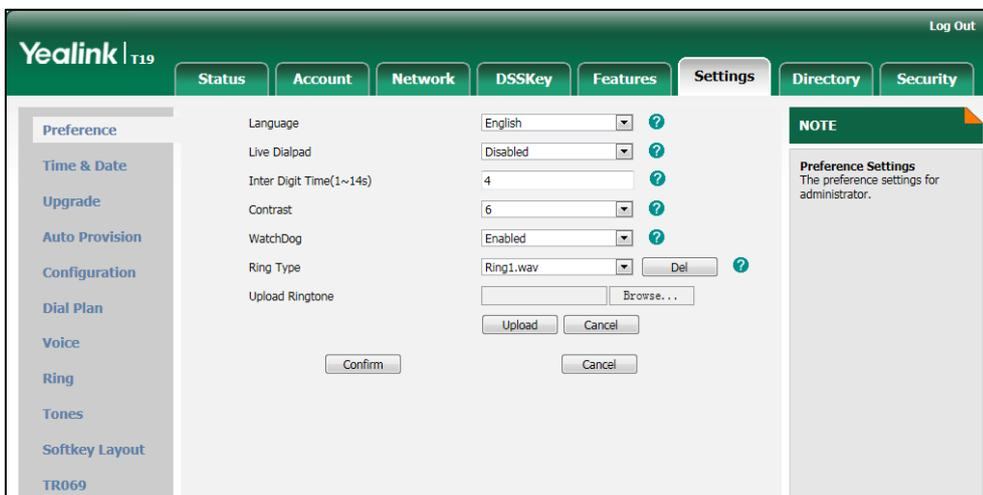 Log Out
Yealink | T19
Status Account Network DSSKey Features Settings Directory Security
Preference
Time & Date
Upgrade
Auto Provision
Configuration
Dial Plan
Voice
Ring
Tones
Softkey Layout
TR069
Language English ?
Live Dialpad Disabled ?
Inter Digit Time(1~14s) 4 ?
Contrast 6 ?
WatchDog Enabled ?
Ring Type Ring1.wav Del ?
Upload Ringtone Browse...
Upload Cancel
Confirm Cancel
NOTE
Preference Settings
The preference settings for
administrator.